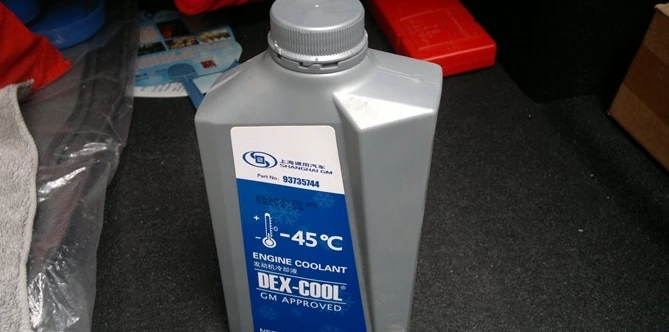 上海通用汽车
SHANGHAI GM
Part No. 93735744
-45℃
ENGINE COOLANT
发动机冷却液
DEX-COOL®
GM APPROVED